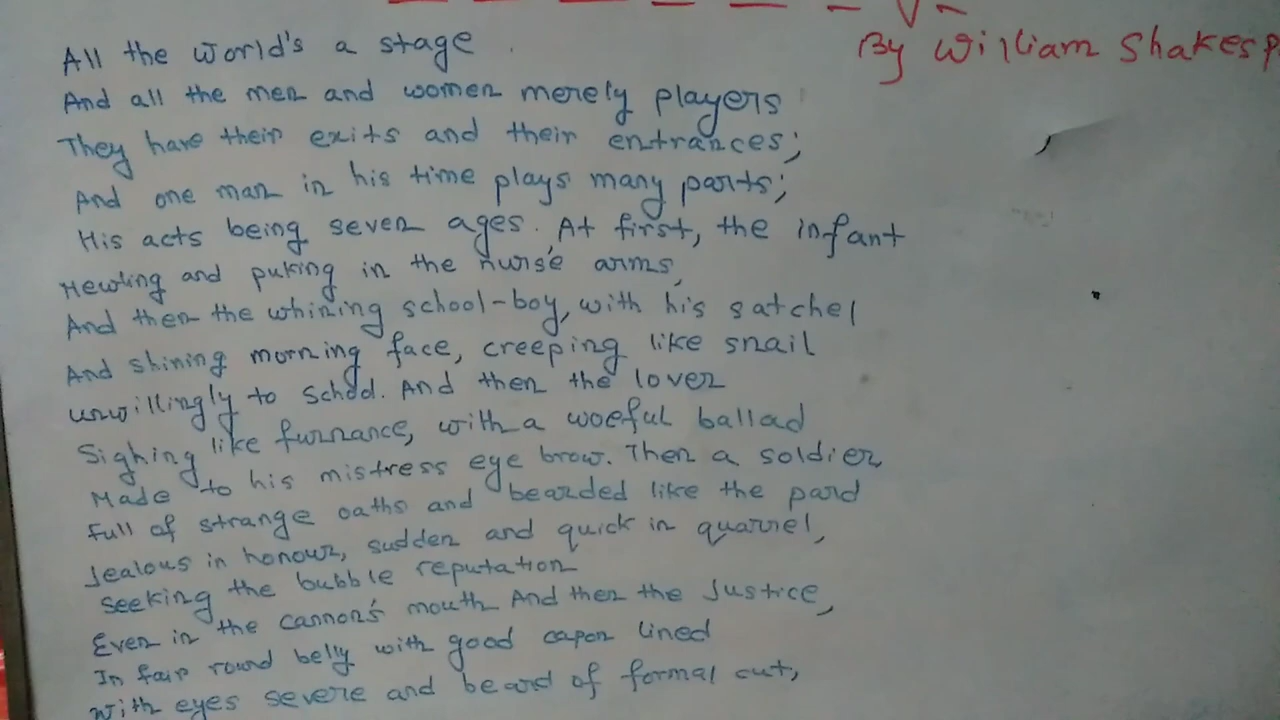 By William Shakesp
All the world's a stage
And all the men and women merely players
They have their exits and their entrances;
And one man in his time plays many parts;
His acts being seven ages. At first, the infant
Hewling and puking in the nurse's arms,
And then the whining school-boy, with his satchel
And shining morning face, creeping like snail
unwillingly to school. And then the lover
Sighing like furnance, with a woeful ballad
Made to his mistress eye brow. Then a soldier,
Full of strange oaths and bearded like the pard
Jealous in honour, sudden and quick in quarrel,
Seeking the bubble reputation
Even in the cannon's mouth And then the Justice,
In fair round belly with good capon lined
With eyes severe and beard of formal cut,